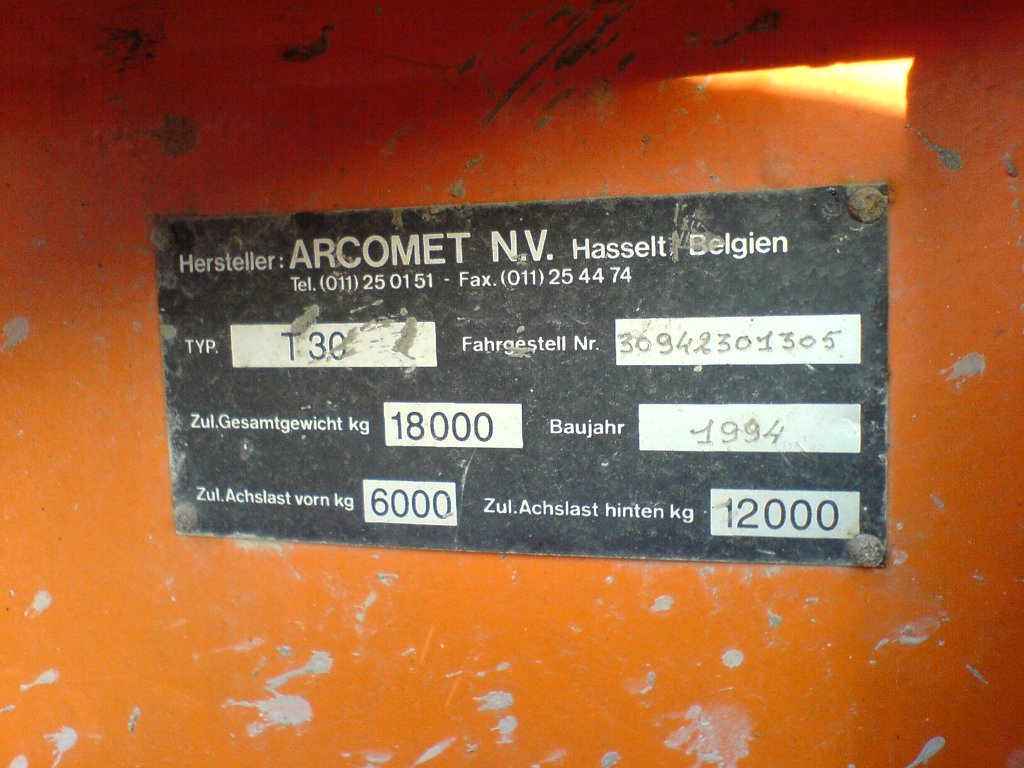 Hersteller: ARCOMET N.V. Hasselt Belgien
Tel. (011) 25 01 51 - Fax. (011) 25 44 74
TYP. T 30 Fahrgestell Nr. 30942301305
Zul.Gesamtgewicht kg 18000 Baujahr 1994
Zul.Achslast vorn kg 6000 Zul.Achslast hinten kg 12000